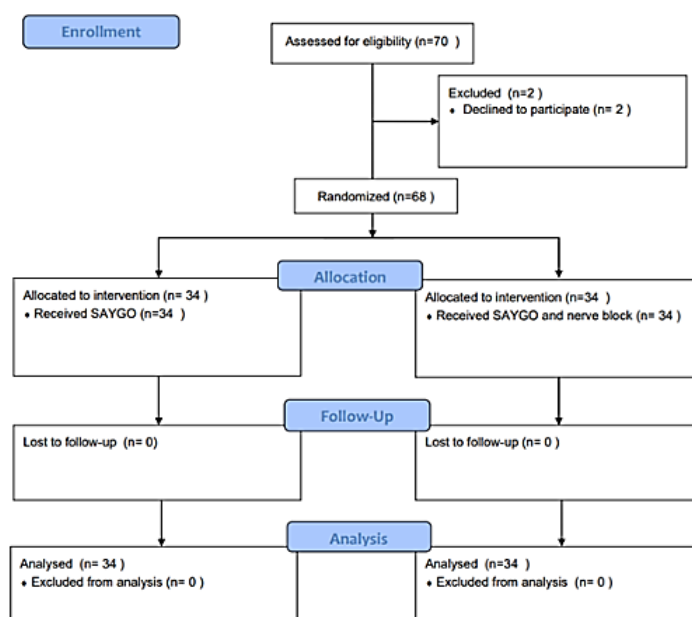 Enrollment
Assessed for eligibility (n=70 )
Excluded (n=2 )
♦ Declined to participate (n= 2 )
Randomized (n=68 )
Allocation
Allocated to intervention (n= 34 )
♦ Received SAYGO (n=34 )
Allocated to intervention (n=34 )
♦ Received SAYGO and nerve block (n= 34 )
Follow-Up
Lost to follow-up (n= 0)
Lost to follow-up (n= 0 )
Analysis
Analysed (n= 34 )
♦ Excluded from analysis (n= 0 )
Analysed (n=34 )
♦ Excluded from analysis (n= 0 )